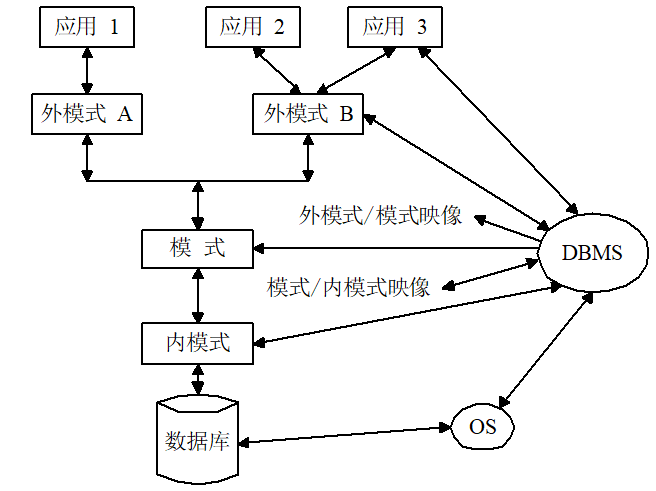 应用 1
应用 2
应用 3
外模式 A
外模式 B
外模式/模式映像
模 式
DBMS
模式/内模式映像
内模式
数据库
OS